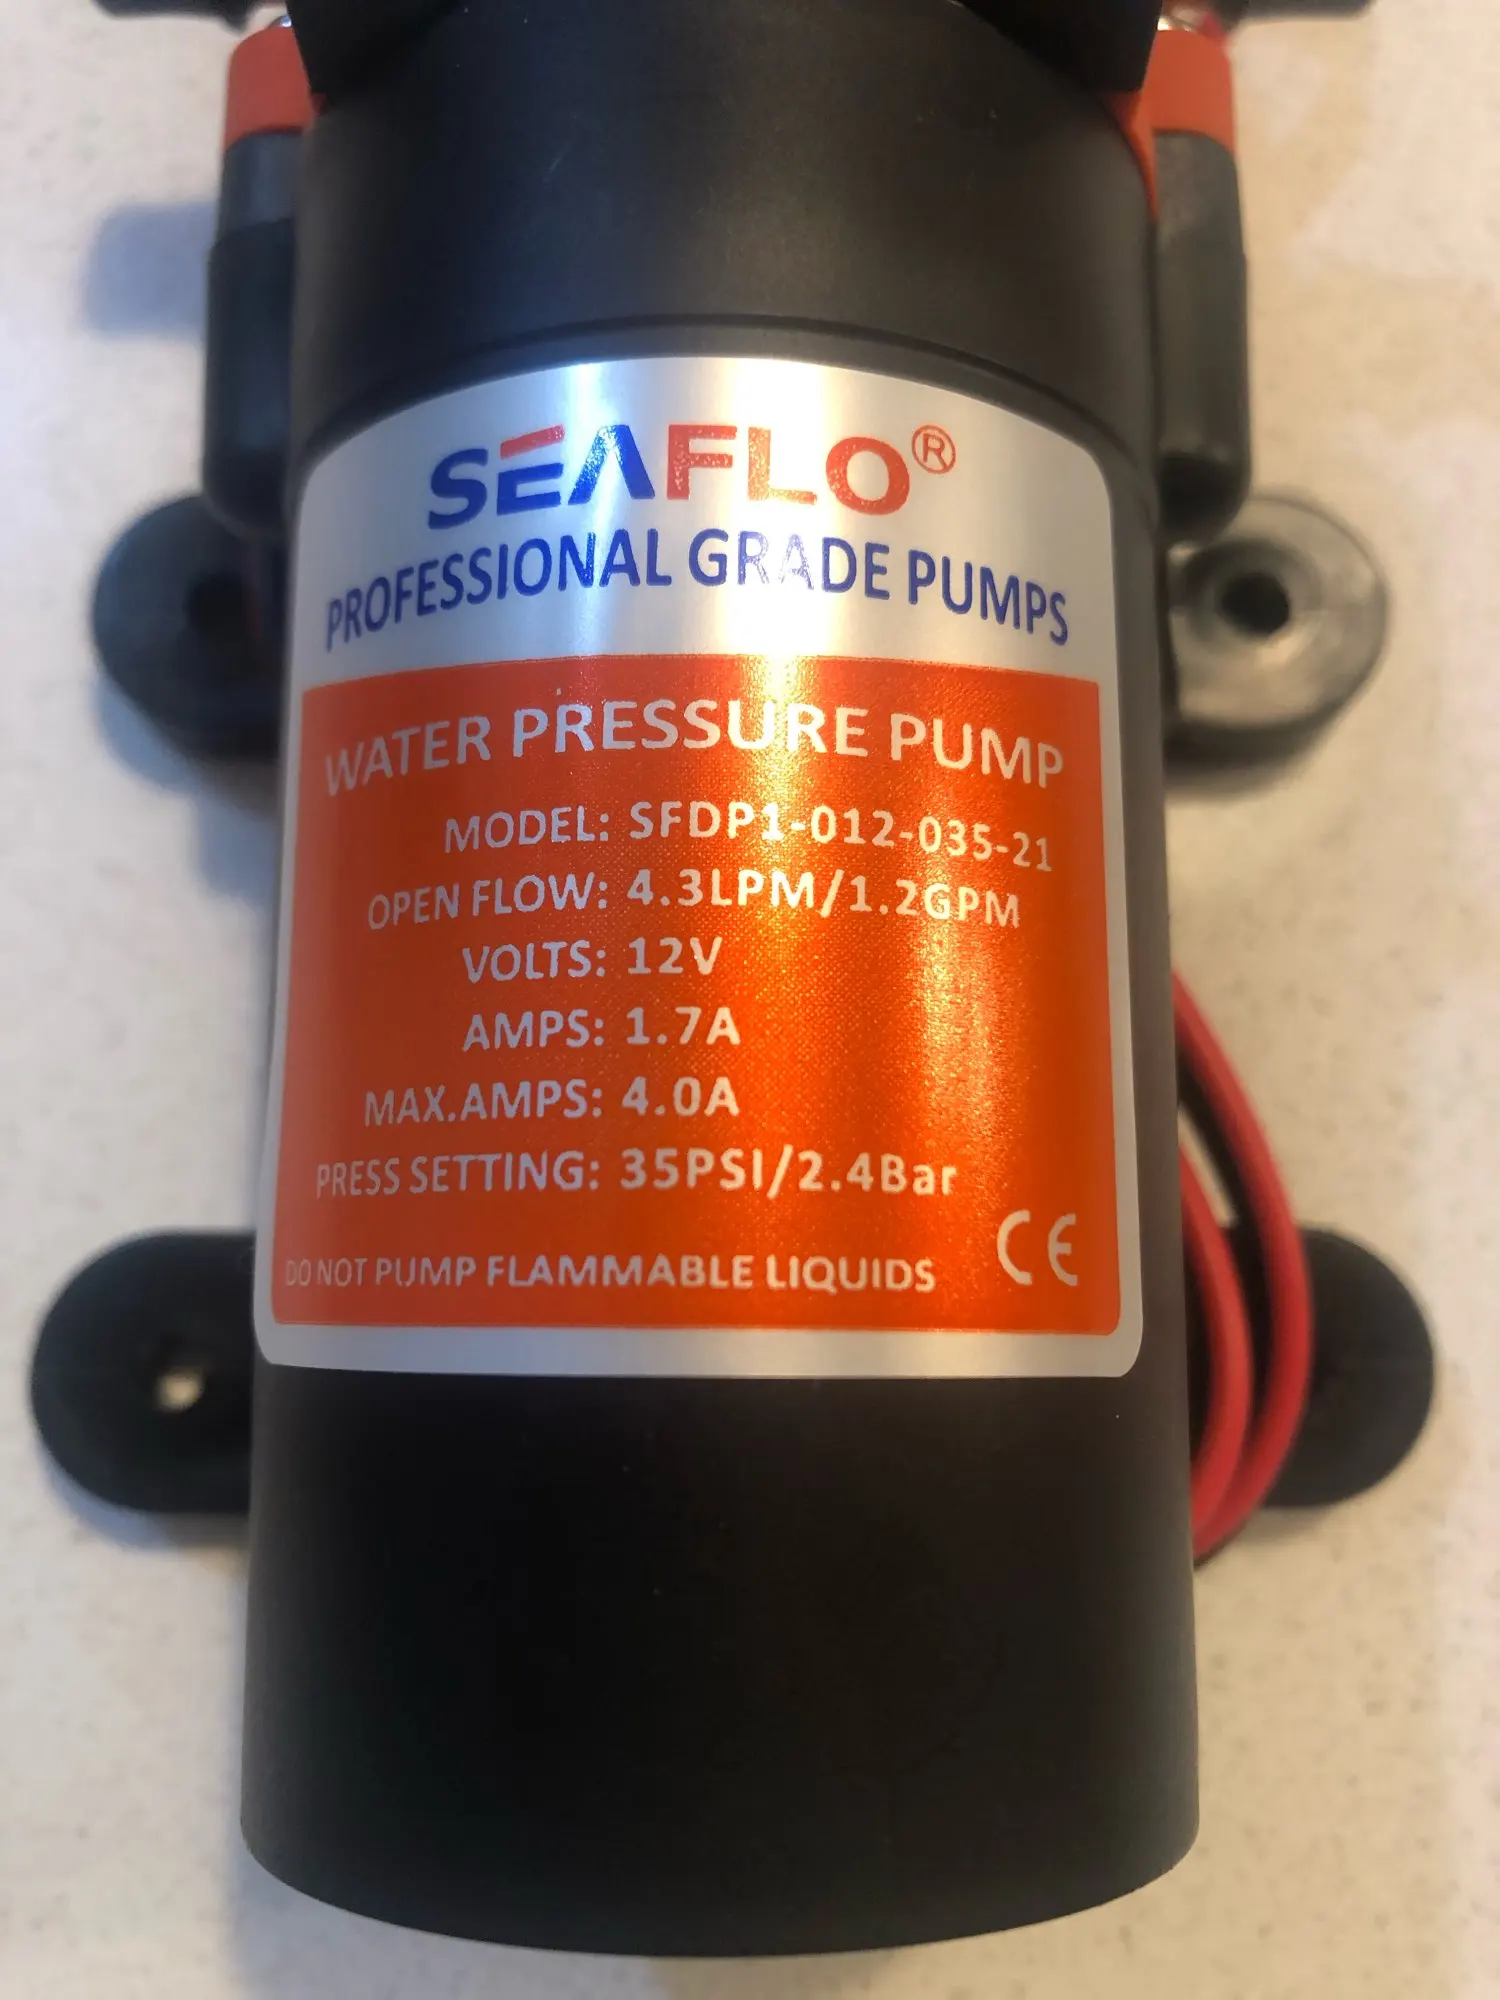 SEAFLO®
PROFESSIONAL GRADE PUMPS
WATER PRESSURE PUMP
MODEL: SFDP1-012-035-21
OPEN FLOW: 4.3LPM/1.2GPM
VOLTS: 12V
AMPS: 1.7A
MAX.AMPS: 4.0A
PRESS SETTING: 35PSI/2.4Bar
DO NOT PUMP FLAMMABLE LIQUIDS CE